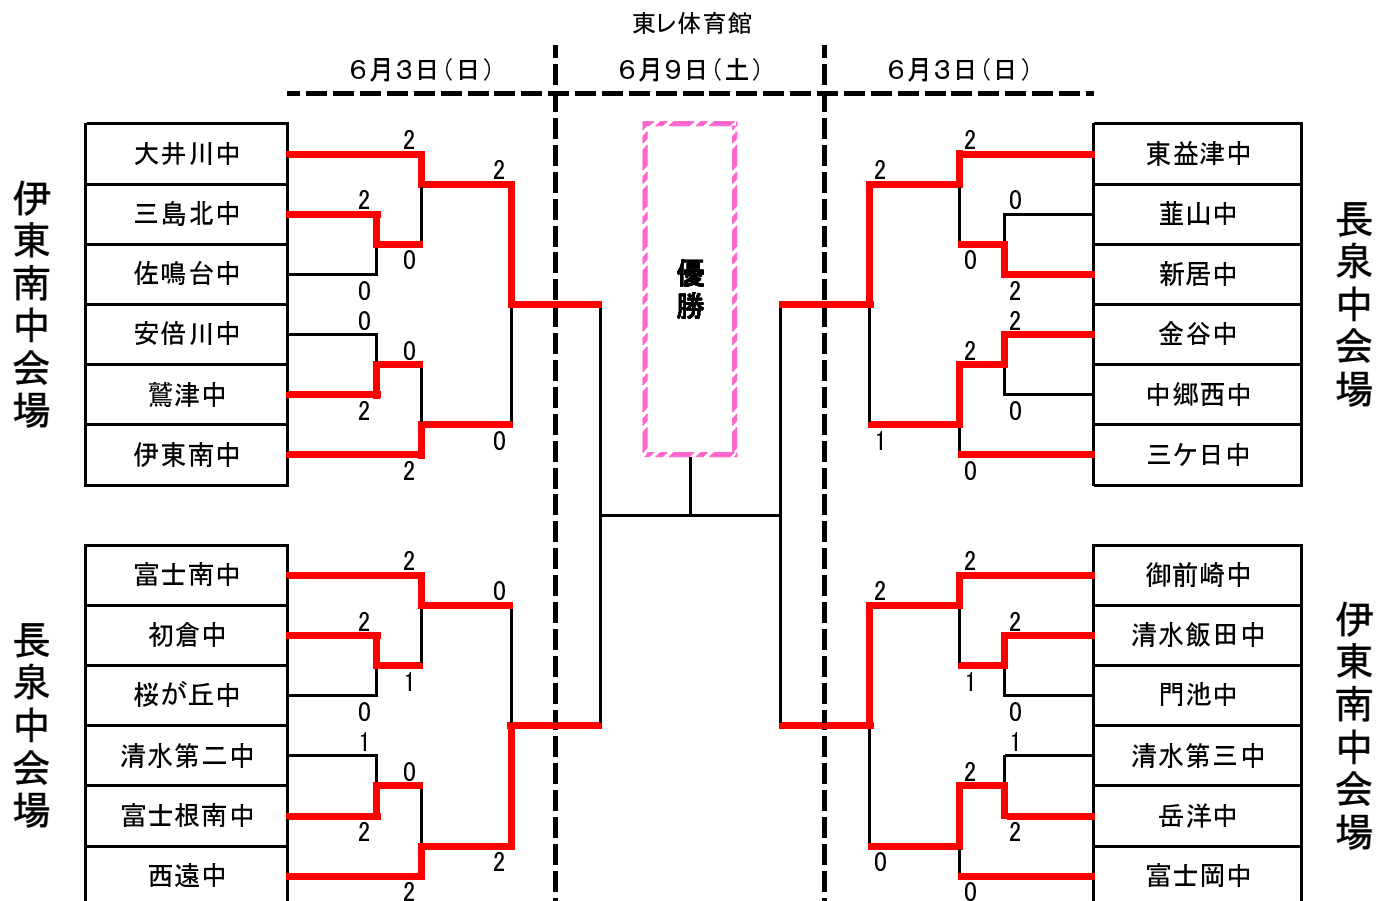 東レ体育館
６月３日（日）
６月９日（土）
６月３日（日）
伊東南中会場
大井川中
三島北中
佐鳴台中
安倍川中
鷲津中
伊東南中
2
2
0
0
0
0
2
2
2
0
長泉中会場
富士南中
初倉中
桜が丘中
清水第二中
富士根南中
西遠中
2
2
1
0
1
0
2
2
0
2
優勝
2
1
2
0
0
2
2
2
0
0
東益津中
韮山中
新居中
金谷中
中郷西中
三ケ日中
長泉中会場
2
0
2
2
1
0
1
2
2
0
御前崎中
清水飯田中
門池中
清水第三中
岳洋中
富士岡中
伊東南中会場